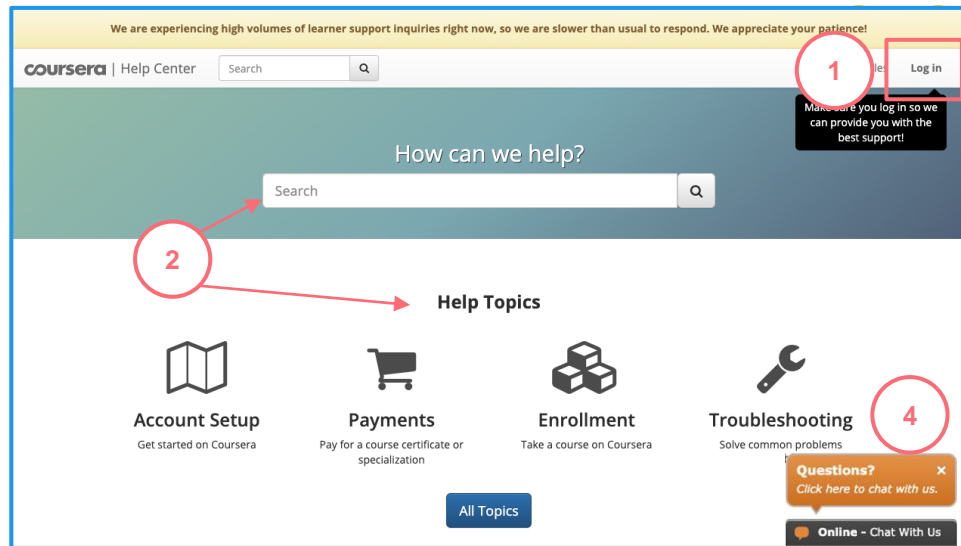 We are experiencing high volumes of learner support inquiries right now, so we are slower than usual to respond. We appreciate your patience!
coursera | Help Center Search
1
Log in
Make sure you log in so we
can provide you with the
best support!
How can we help?
Search
2
Help Topics
Account Setup
Get started on Coursera
Payments
Pay for a course certificate or
specialization
Enrollment
Take a course on Coursera
Troubleshooting
Solve common problems
4
Questions? ×
Click here to chat with us.
All Topics
Online - Chat With Us